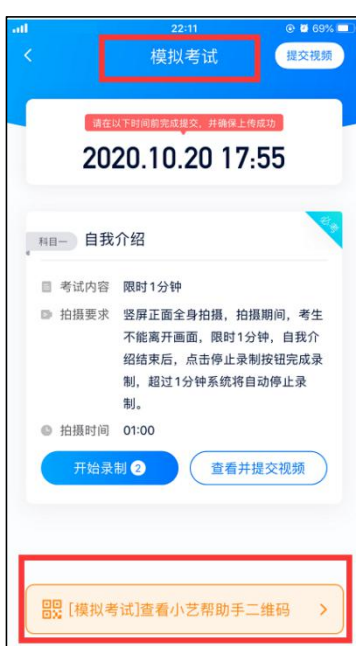 22:11
69%
模拟考试
提交视频
请在以下时间前完成提交，并确保上传成功
2020.10.20 17:55
必考
科目一 自我介绍
考试内容 限时1分钟
拍摄要求 竖屏正面全身拍摄，拍摄期间，考生
不能离开画面，限时1分钟，自我介
绍结束后，点击停止录制按钮完成录
制，超过1分钟系统将自动停止录
制。
拍摄时间 01:00
开始录制 2
查看并提交视频
[模拟考试]查看小艺帮助手二维码